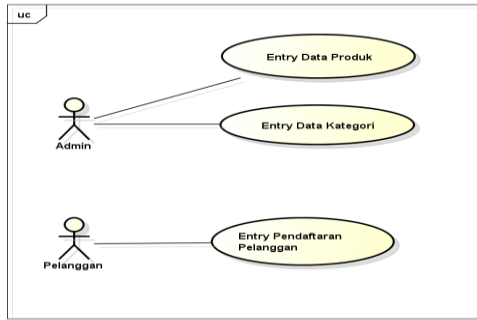 uc
Entry Data Produk
Admin
Entry Data Kategori
Pelanggan
Entry Pendaftaran
Pelanggan